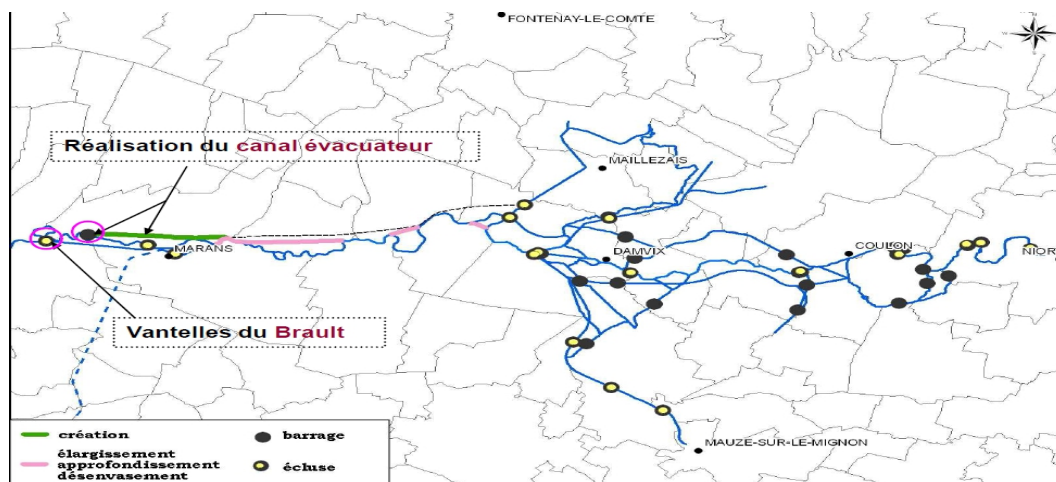 FONTENAY-LE-COMTE
Réalisation du canal évacuateur
MAILLEZAIS
MARANS
DAMVIX
COULON
NIOR
Vantelles du Brault
MAUZE-SUR-LE-MIGNON
création
élargissement
approfondissement
désenvasement
barrage
écluse